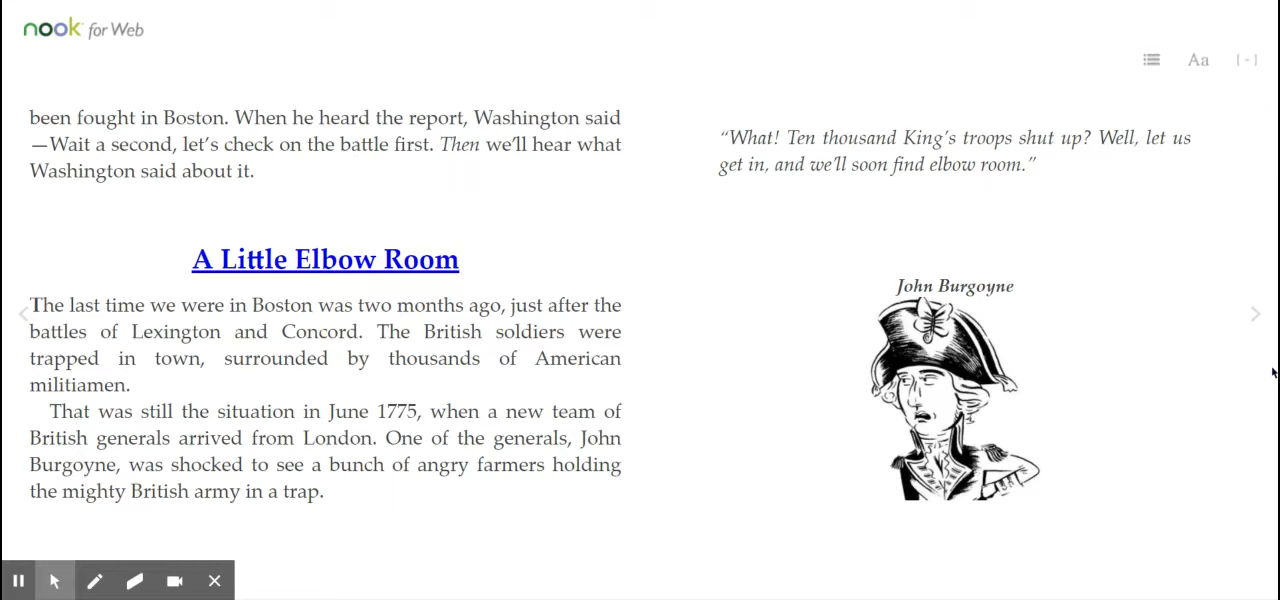 nook for Web
Aa
been fought in Boston. When he heard the report, Washington said
—Wait a second, let's check on the battle first. Then we'll hear what
Washington said about it.
A Little Elbow Room
The last time we were in Boston was two months ago, just after the
battles of Lexington and Concord. The British soldiers were
trapped in town, surrounded by thousands of American
militiamen.
That was still the situation in June 1775, when a new team of
British generals arrived from London. One of the generals, John
Burgoyne, was shocked to see a bunch of angry farmers holding
the mighty British army in a trap.
“What! Ten thousand King's troops shut up? Well, let us
get in, and we'll soon find elbow room.”
John Burgoyne